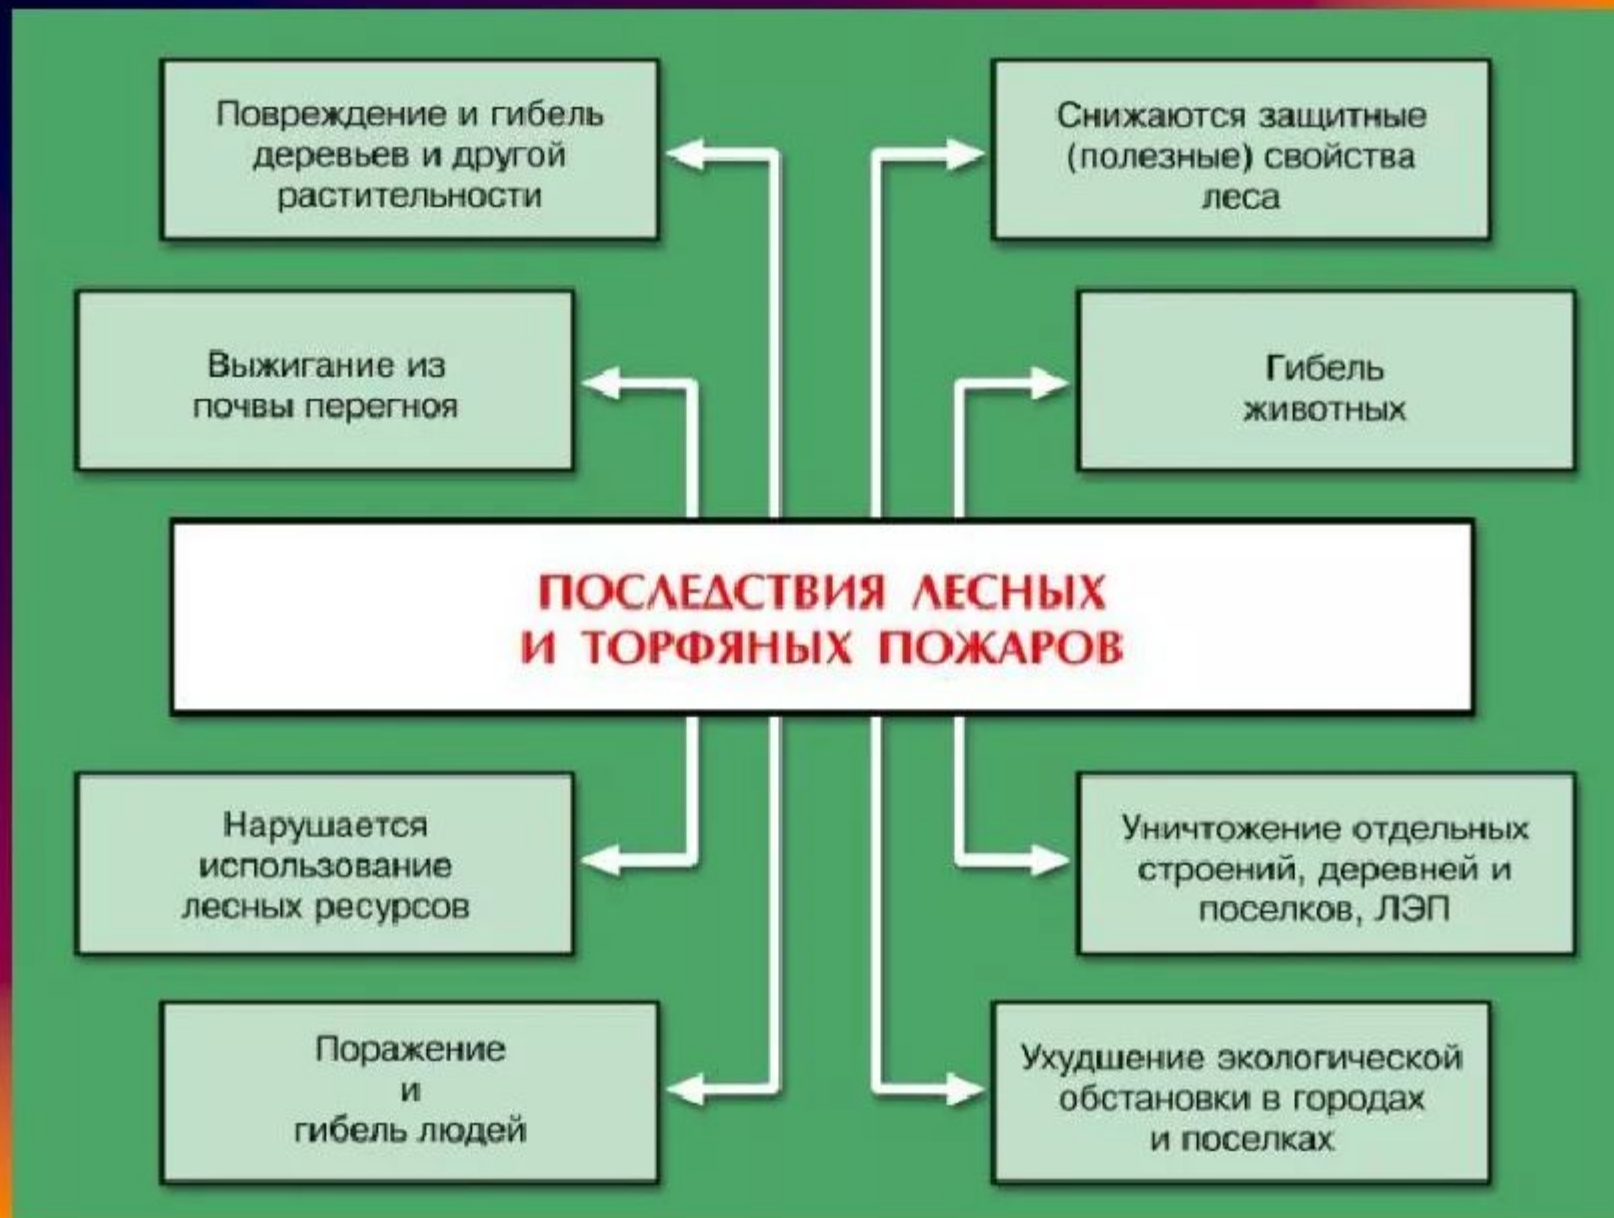 Повреждение и гибель
деревьев и другой
растительности
Снижаются защитные
(полезные) свойства
леса
Выжигание из
почвы перегноя
Гибель
животных
ПОСЛЕДСТВИЯ ЛЕСНЫХ
И ТОРФЯНЫХ ПОЖАРОВ
Нарушается
использование
лесных ресурсов
Уничтожение отдельных
строений, деревней и
поселков, ЛЭП
Поражение
и
гибель людей
Ухудшение экологической
обстановки в городах
и поселках